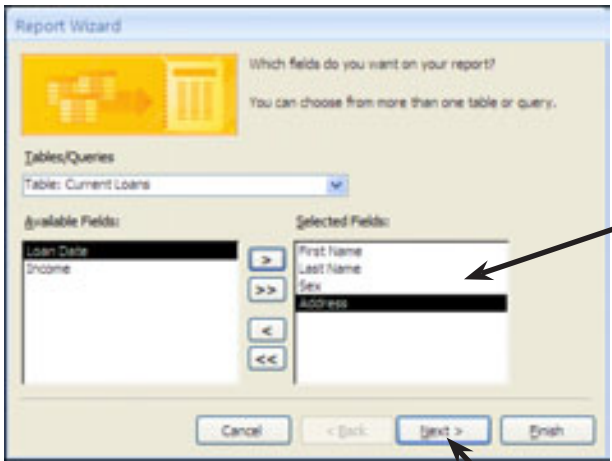 Report Wizard
Which fields do you want on your report?
You can choose from more than one table or query.
Tables/Queries
Table: Current Loans
Available Fields:
Selected Fields:
Loan Date
Income
>
>>
<
<<
First Name
Last Name
Sex
Address
Cancel
< Back
Next >
Finish